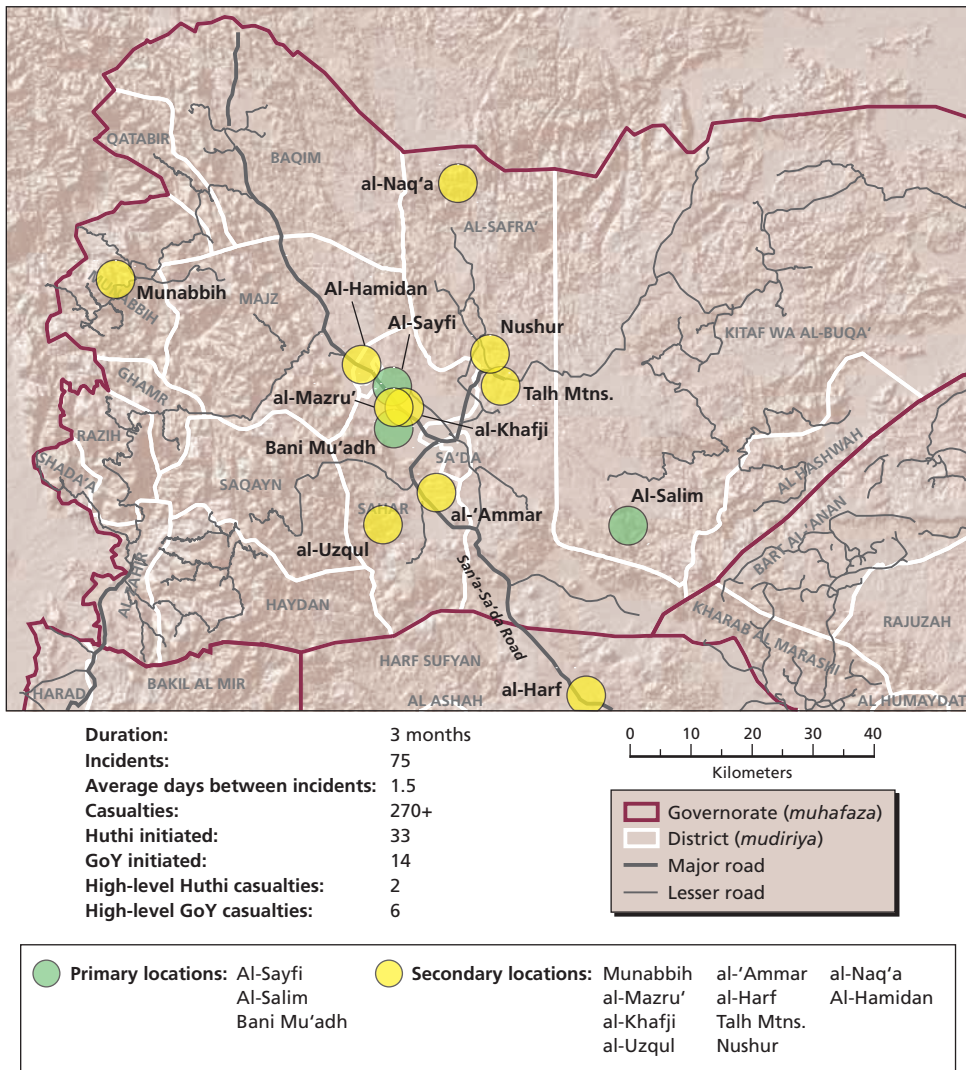 QATABIR
BAQIM
al-Naq‘a
AL-SAFRA’
Munabbih
MAJZ
Al-Hamidan
Al-Sayfi
Nushur
KITAF WA AL-BUQA’
GHAMR
al-Mazru’
Talh Mtns.
RAZIH
al-Khafji
Bani Mu‘adh
SA‘DA
SHADA’A
SAQAYN
Al-Salim
AL HASHWAH
SAHAR
al-‘Ammar
BART AL ‘ANAN
al-Uzqul
AL-ZAHIR
HAYDAN
San‘a-Sa‘da Road
KHARAB AL MARASHI
RAJUZAH
HARF SUFYAN
HARAD
BAKIL AL MIR
AL ASHAH
al-Harf
AL HUMAYDAT
Duration: 3 months
Incidents: 75
Average days between incidents: 1.5
Casualties: 270+
Huthi initiated: 33
GoY initiated: 14
High-level Huthi casualties: 2
High-level GoY casualties: 6
0 10 20 30 40
Kilometers
Governorate (muhafaza)
District (mudiriya)
Major road
Lesser road
Primary locations: Al-Sayfi
Al-Salim
Bani Mu‘adh
Secondary locations: Munabbih al-‘Ammar al-Naq‘a
al-Mazru’ al-Harf Al-Hamidan
al-Khafji Talh Mtns.
al-Uzqul Nushur